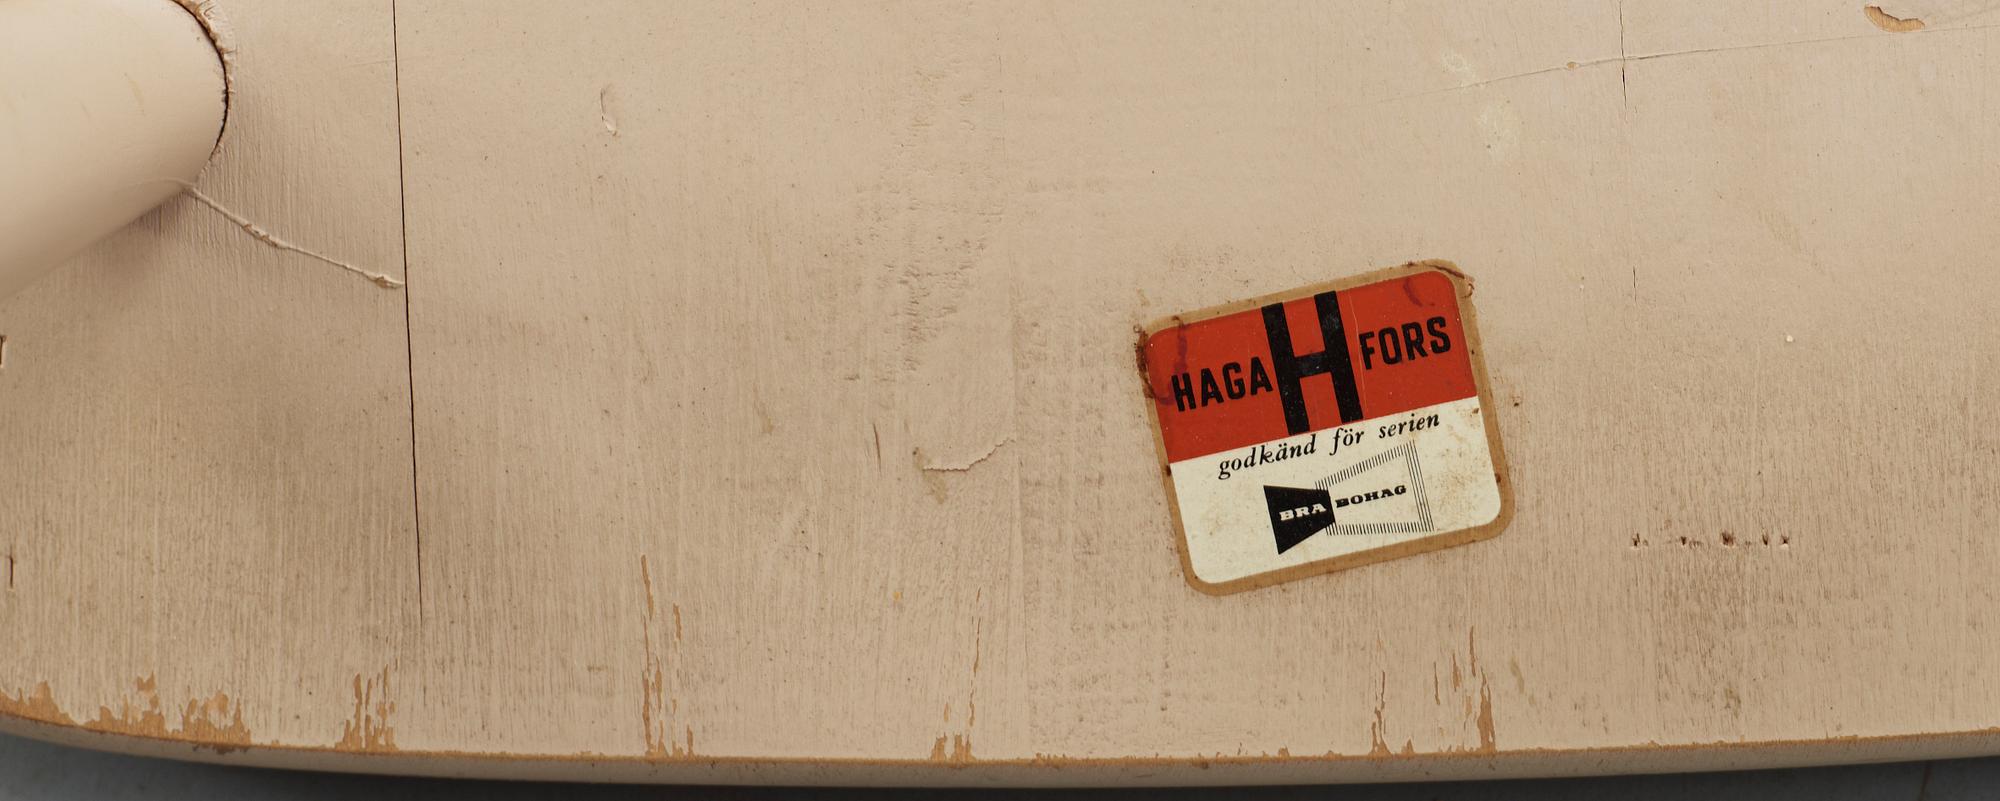 HAGA H FORS
godkänd för serien
BRA BOHAG